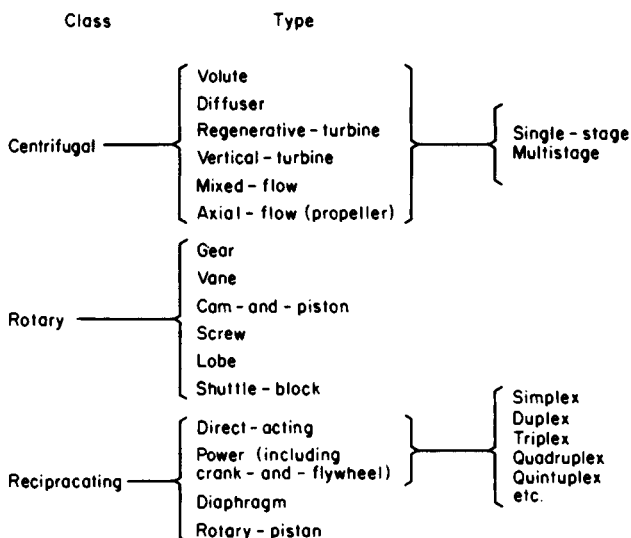 Class Type
Volute
Diffuser
Regenerative-turbine
Centrifugal
Vertical-turbine
Mixed-flow
Axial-flow (propeller)
Single-stage
Multistage
Gear
Vane
Cam-and-piston
Rotary
Screw
Lobe
Shuttle-block
Direct-acting
Power (including
crank-and-flywheel)
Recipracating
Diaphragm
Rotary-pistan
Simplex
Duplex
Triplex
Quadruplex
Quintuplex
etc.